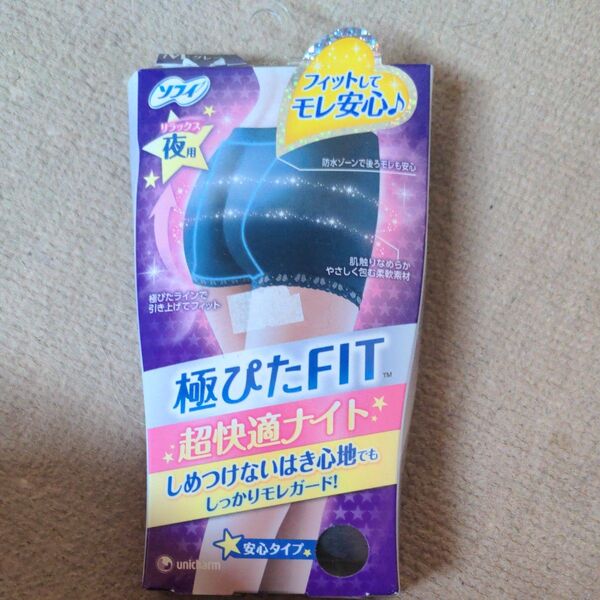 ソフィ
フィットして
モレ安心♪
リラックス
夜用
防水ゾーンで後ろモレも安心
肌触りなめらか
やさしく包む柔軟素材
極ぴたラインで
引き上げてフィット
極ぴたFIT™
超快適ナイト
しめつけないはき心地でも
しっかりモレガード!
安心タイプ
unicharm